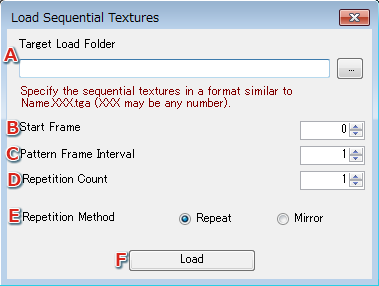 Load Sequential Textures
Target Load Folder
A
...
Specify the sequential textures in a format similar to
Name.XXX.tga (XXX may be any number).
B Start Frame 0
C Pattern Frame Interval 1
D Repetition Count 1
E Repetition Method Repeat Mirror
F Load